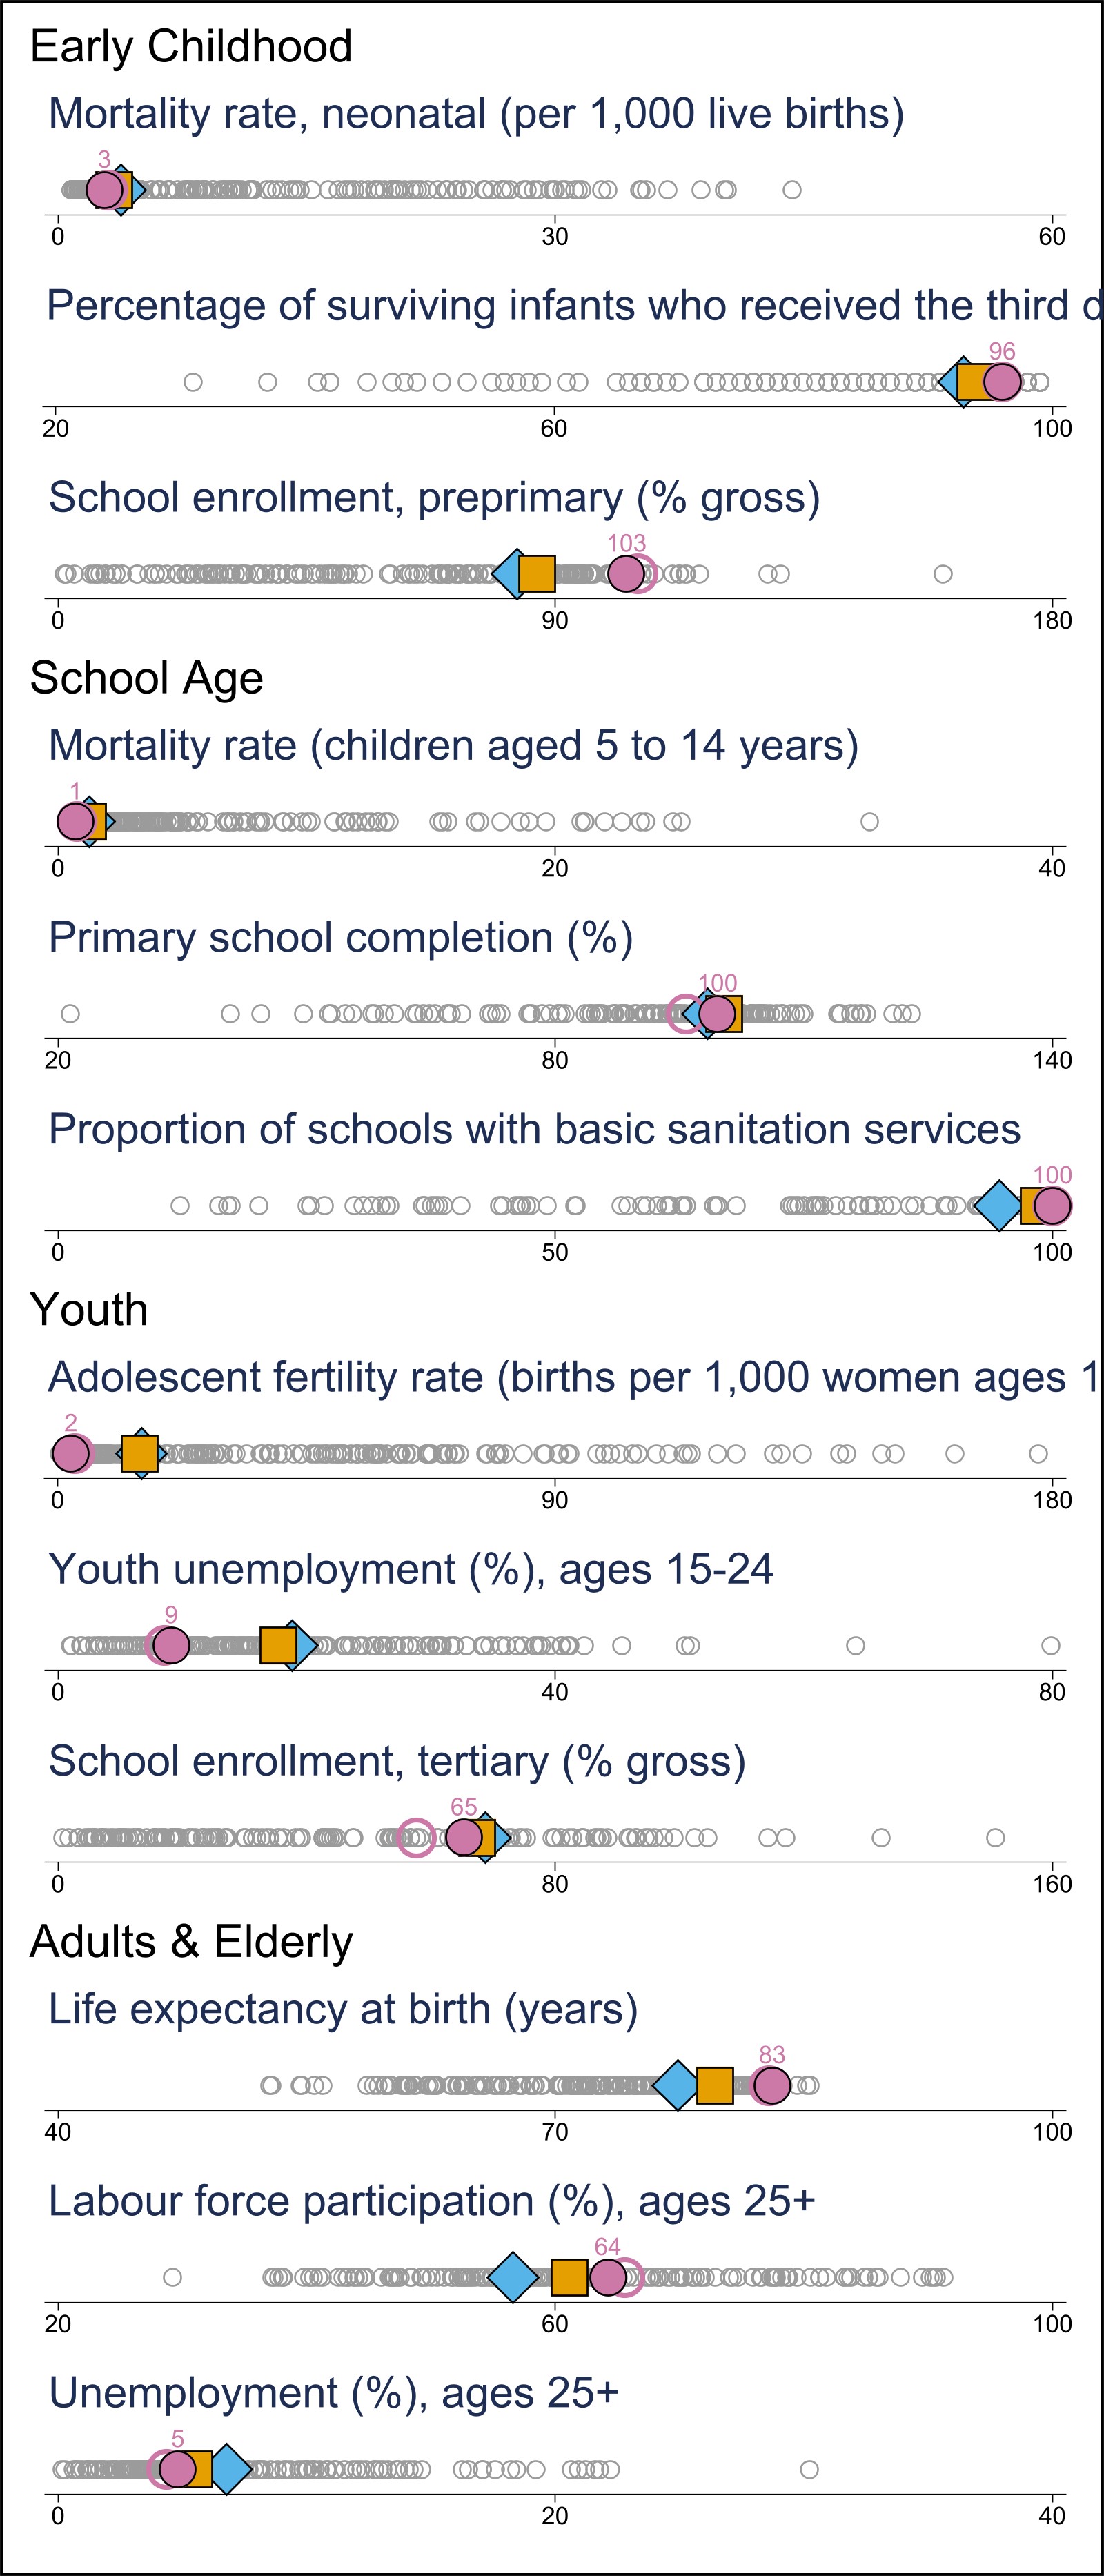 Early Childhood
Mortality rate, neonatal (per 1,000 live births)
3
0 30 60
Percentage of surviving infants who received the third d
96
20 60 100
School enrollment, preprimary (% gross)
103
0 90 180
School Age
Mortality rate (children aged 5 to 14 years)
1
0 20 40
Primary school completion (%)
100
20 80 140
Proportion of schools with basic sanitation services
100
0 50 100
Youth
Adolescent fertility rate (births per 1,000 women ages 1
2
0 90 180
Youth unemployment (%), ages 15-24
9
0 40 80
School enrollment, tertiary (% gross)
65
0 80 160
Adults & Elderly
Life expectancy at birth (years)
83
40 70 100
Labour force participation (%), ages 25+
64
20 60 100
Unemployment (%), ages 25+
5
0 20 40